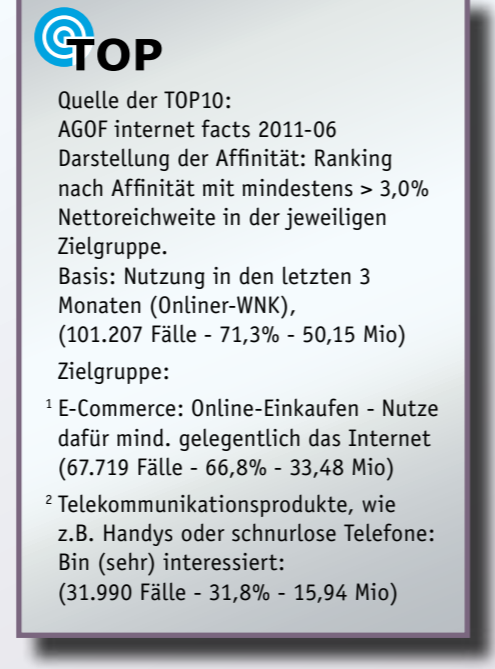 TOP
Quelle der TOP10:
AGOF internet facts 2011-06
Darstellung der Affinität: Ranking
nach Affinität mit mindestens > 3,0%
Nettoreichweite in der jeweiligen
Zielgruppe.
Basis: Nutzung in den letzten 3
Monaten (Onliner-WNK),
(101.207 Fälle - 71,3% - 50,15 Mio)
Zielgruppe:
¹ E-Commerce: Online-Einkaufen - Nutze
dafür mind. gelegentlich das Internet
(67.719 Fälle - 66,8% - 33,48 Mio)
² Telekommunikationsprodukte, wie
z.B. Handys oder schnurlose Telefone:
Bin (sehr) interessiert:
(31.990 Fälle - 31,8% - 15,94 Mio)